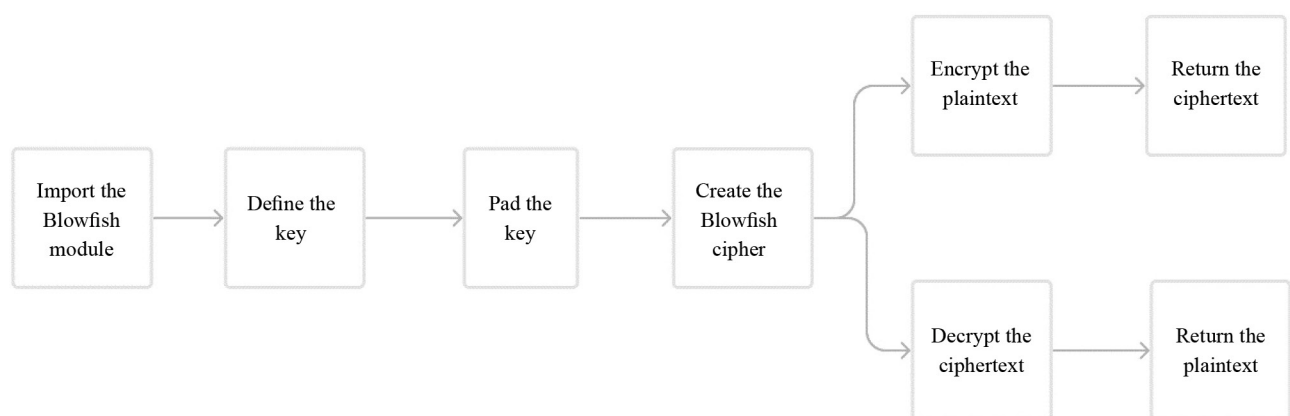 Import the
Blowfish
module
Define the
key
Pad the
key
Create the
Blowfish
cipher
Encrypt the
plaintext
Return the
ciphertext
Decrypt the
ciphertext
Return the
plaintext